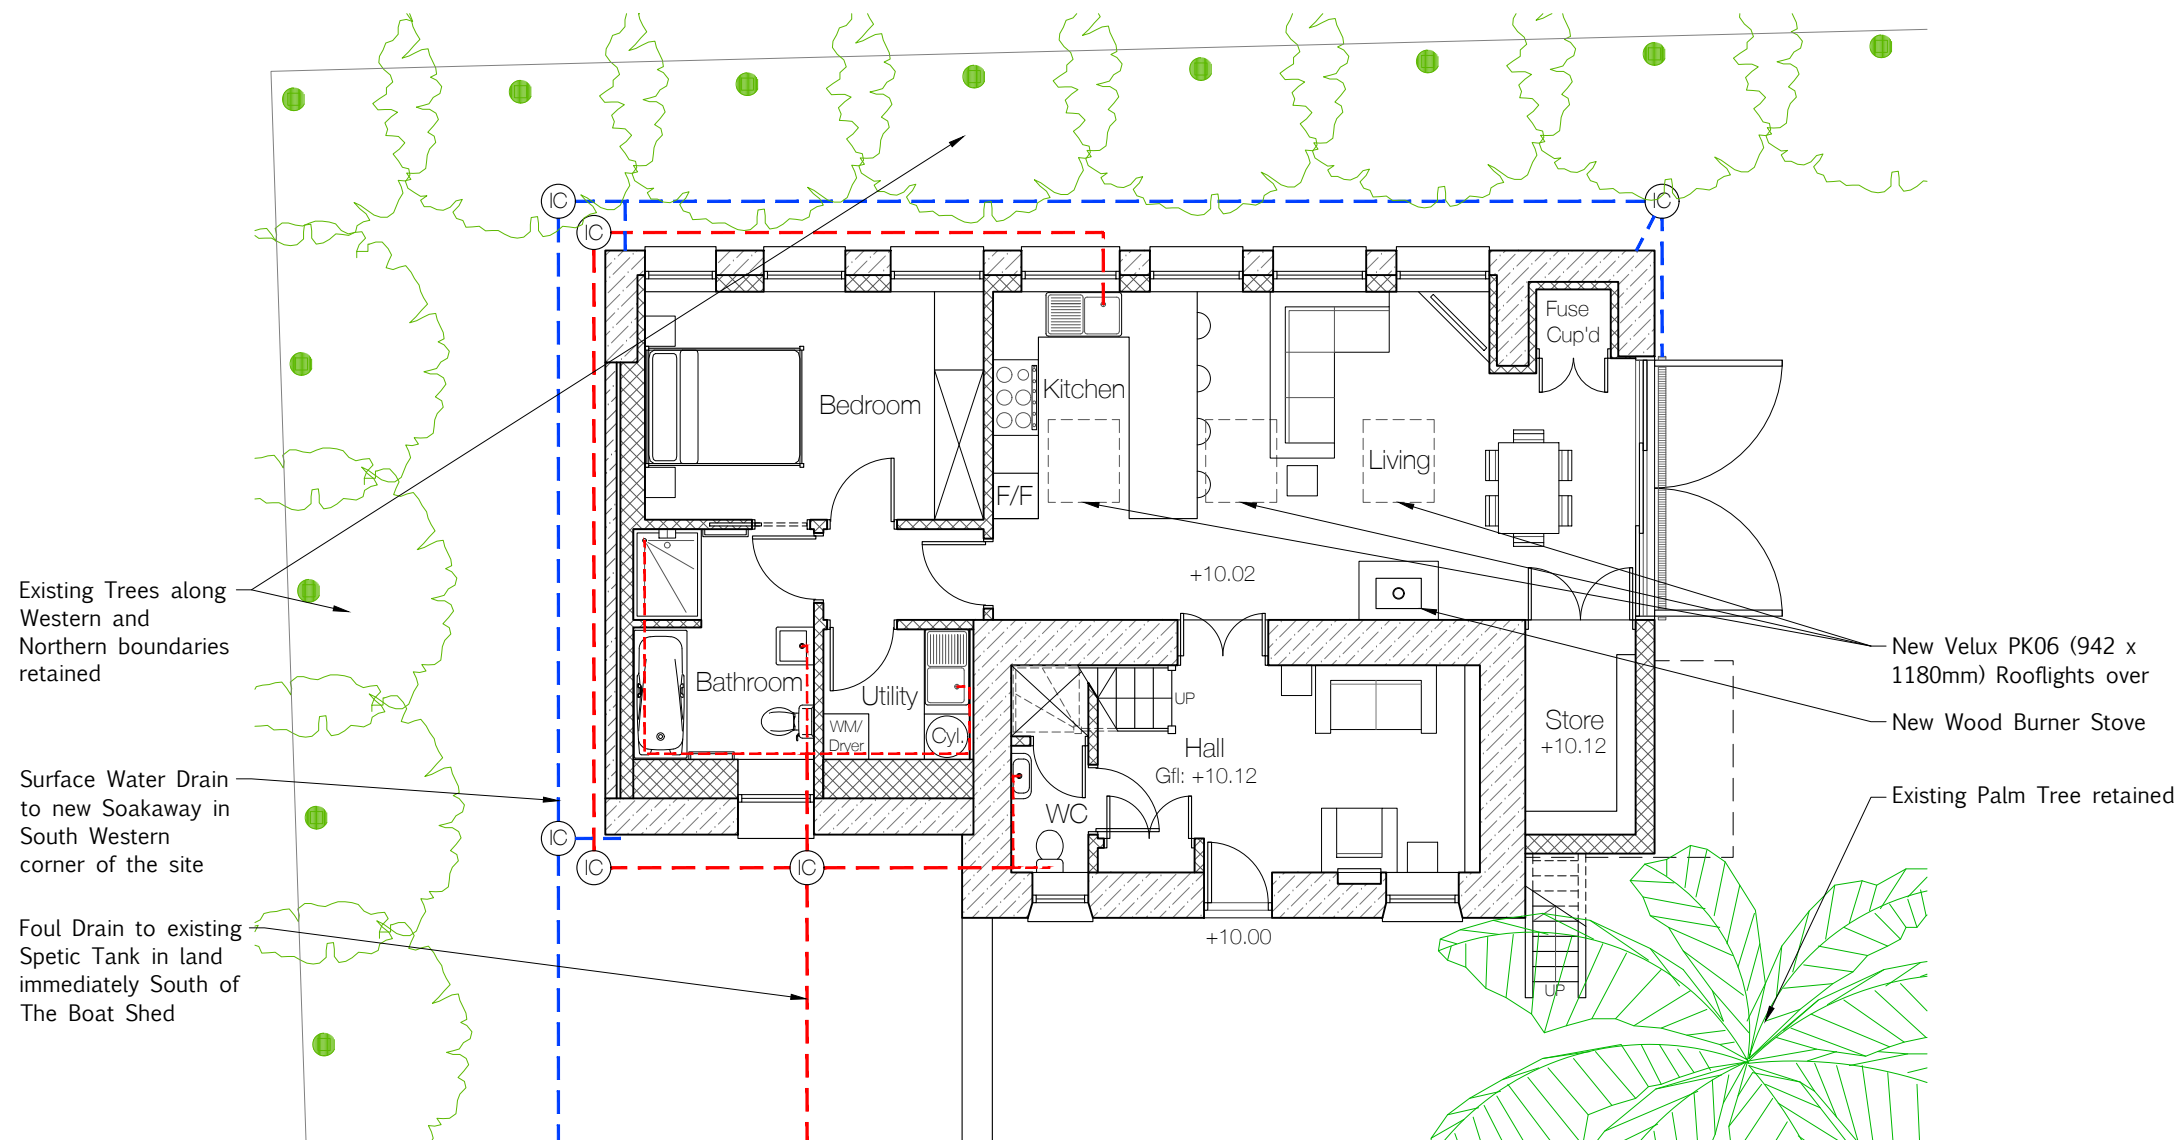 IC
IC
IC
Fuse
Cup'd
Kitchen
Bedroom
Living
F/F
+10.02
Existing Trees along
Western and
Northern boundaries
retained
New Velux PK06 (942 x
1180mm) Rooflights over
New Wood Burner Stove
Existing Palm Tree retained
Bathroom
Utility
UP
WM/
Dryer
Cyl.
Hall
Gfl: +10.12
Store
+10.12
WC
Surface Water Drain
to new Soakaway in
South Western
corner of the site
IC
IC
IC
Foul Drain to existing
Spetic Tank in land
immediately South of
The Boat Shed
+10.00
UP